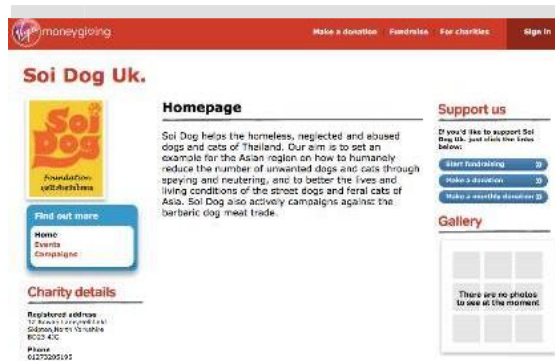 Virgin moneygiving
Make a donation Fundraise For charities Sign in
Soi Dog Uk.
Soi
Dog
Foundation
Find out more
Home
Events
Campaigns
Charity details
Registered address
Skipton, North Yorkshire
Phone
01273205195
Homepage
Soi Dog helps the homeless, neglected and abused
dogs and cats of Thailand. Our aim is to set an
example for the Asian region on how to humanely
reduce the number of unwanted dogs and cats through
spaying and neutering, and to better the lives and
living conditions of the street dogs and feral cats of
Asia. Soi Dog also actively campaigns against the
barbaric dog meat trade.
Support us
If you'd like to support Soi
Dog Uk. just click the links
below:
Start fundraising
Make a donation
Make a monthly donation
Gallery
There are no photos
to see at the moment